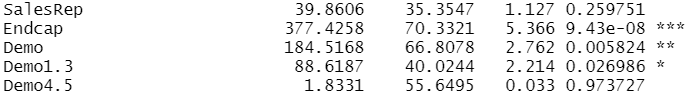 SalesRep 39.8606 35.3547 1.127 0.259751
Endcap 377.4258 70.3321 5.366 9.43e-08 ***
Demo 184.5168 66.8078 2.762 0.005824 **
Demo1.3 88.6187 40.0244 2.214 0.026986 *
Demo4.5 1.8331 55.6495 0.033 0.973727